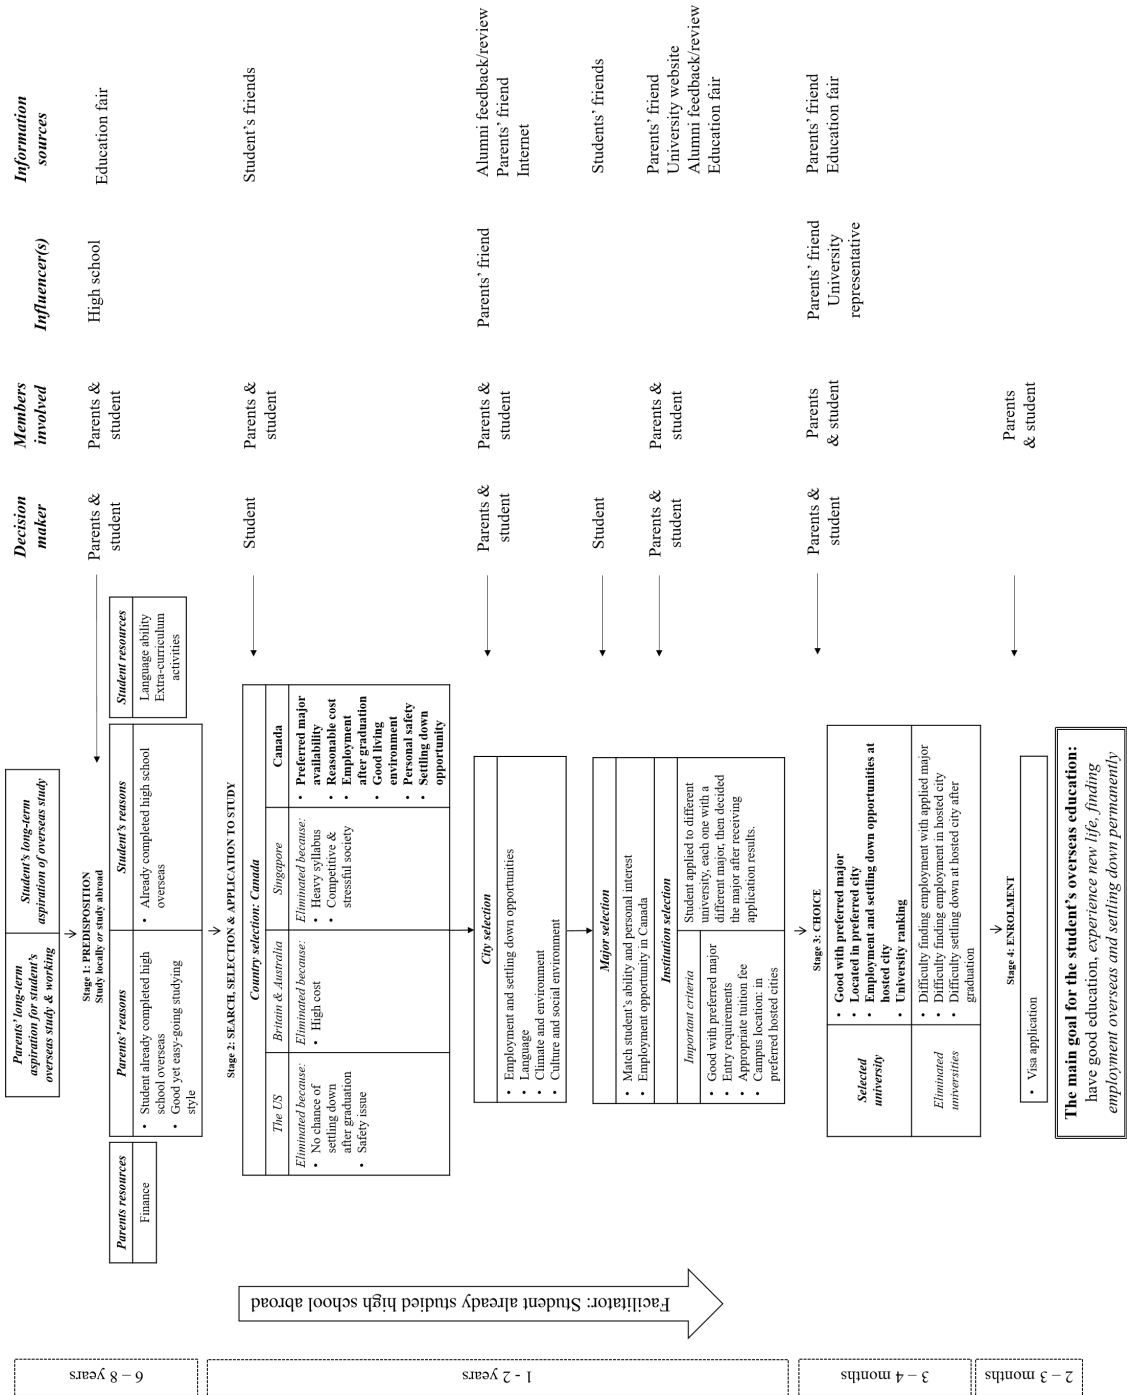 Decision
maker
Members
involved
Influencer(s)
Information
sources
Parents' long-term
aspiration for student's
overseas study & working
Student's long-term
aspiration of overseas study
Stage 1: PREDISPOSITION
Study locally or study abroad
Parents resources
Finance
Parents' reasons
• Student already completed high
school overseas
• Good yet easy-going studying
style
Student's reasons
• Already completed high school
overseas
Student resources
Language ability
Extra-curriculum
activities
Parents &
student
Parents &
student
High school
Education fair
6 – 8 years
Stage 2: SEARCH, SELECTION & APPLICATION TO STUDY
Country selection: Canada
The US
Eliminated because:
• No chance of
settling down
after graduation
• Safety issue
Britain & Australia
Eliminated because:
• High cost
Singapore
Eliminated because:
• Heavy syllabus
• Competitive &
stressful society
Canada
• Preferred major
availability
• Reasonable cost
• Employment
after graduation
• Good living
environment
• Personal safety
• Settling down
opportunity
Student
Parents &
student
Student's friends
City selection
• Employment and settling down opportunities
• Language
• Climate and environment
• Culture and social environment
Parents &
student
Parents &
student
Parents' friend
Alumni feedback/review
Parents' friend
Internet
Major selection
• Match student's ability and personal interest
• Employment opportunity in Canada
Student
Students' friends
Institution selection
Important criteria
• Good with preferred major
• Entry requirements
• Appropriate tuition fee
• Campus location: in
preferred hosted cities
Student applied to different
university, each one with a
different major, then decided
the major after receiving
application results.
Parents &
student
Parents &
student
Parents' friend
University website
Alumni feedback/review
Education fair
Facilitator: Student already studied high school abroad
1 - 2 years
Stage 3: CHOICE
Selected
university
• Good with preferred major
• Located in preferred city
• Employment and settling down opportunities at
hosted city
• University ranking
Eliminated
universities
• Difficulty finding employment with applied major
• Difficulty finding employment in hosted city
• Difficulty settling down at hosted city after
graduation
Parents &
student
Parents
& student
Parents' friend
University
representative
Parents' friend
Education fair
3 – 4 months
Stage 4: ENROLMENT
• Visa application
Parents
& student
2 – 3 months
The main goal for the student's overseas education:
have good education, experience new life, finding
employment overseas and settling down permanently